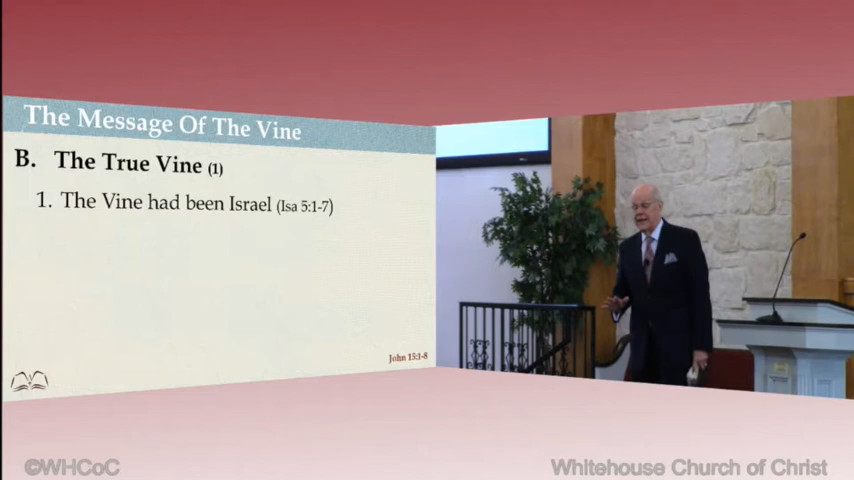 The Message Of The Vine
B. The True Vine (1)
1. The Vine had been Israel (Isa 5:1-7)
John 15:1-8
©WHCoC
Whitehouse Church of Christ